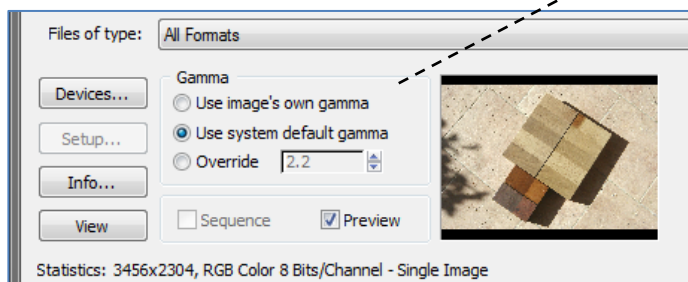 Files of type: All Formats
Gamma
Devices... Use image's own gamma
Setup... Use system default gamma
Override 2.2
Info...
View Sequence Preview
Statistics: 3456x2304, RGB Color 8 Bits/Channel - Single Image